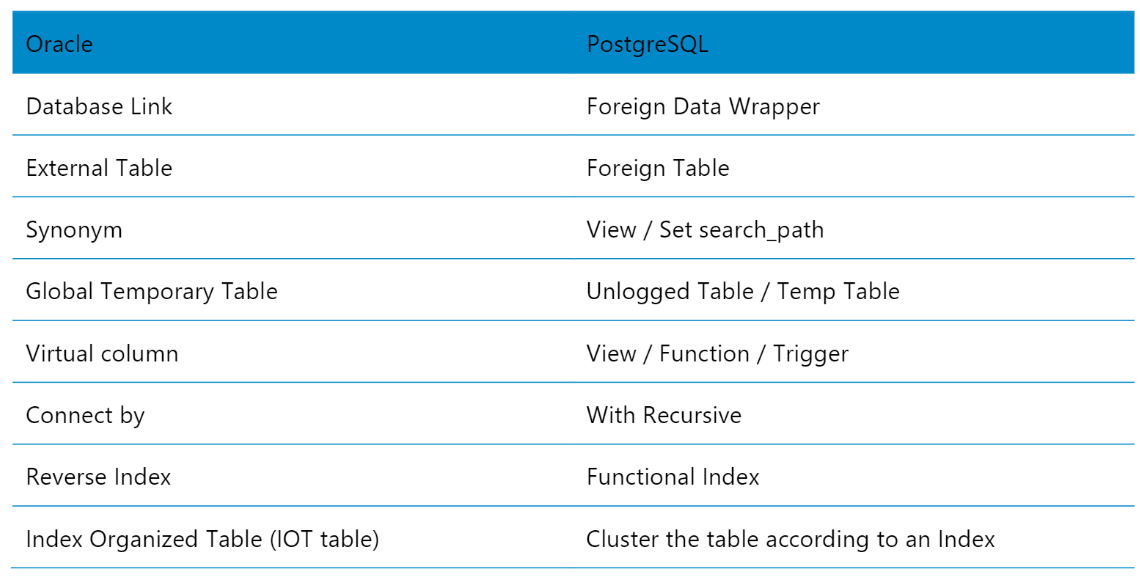 Oracle PostgreSQL
Database Link Foreign Data Wrapper
External Table Foreign Table
Synonym View / Set search_path
Global Temporary Table Unlogged Table / Temp Table
Virtual column View / Function / Trigger
Connect by With Recursive
Reverse Index Functional Index
Index Organized Table (IOT table) Cluster the table according to an Index